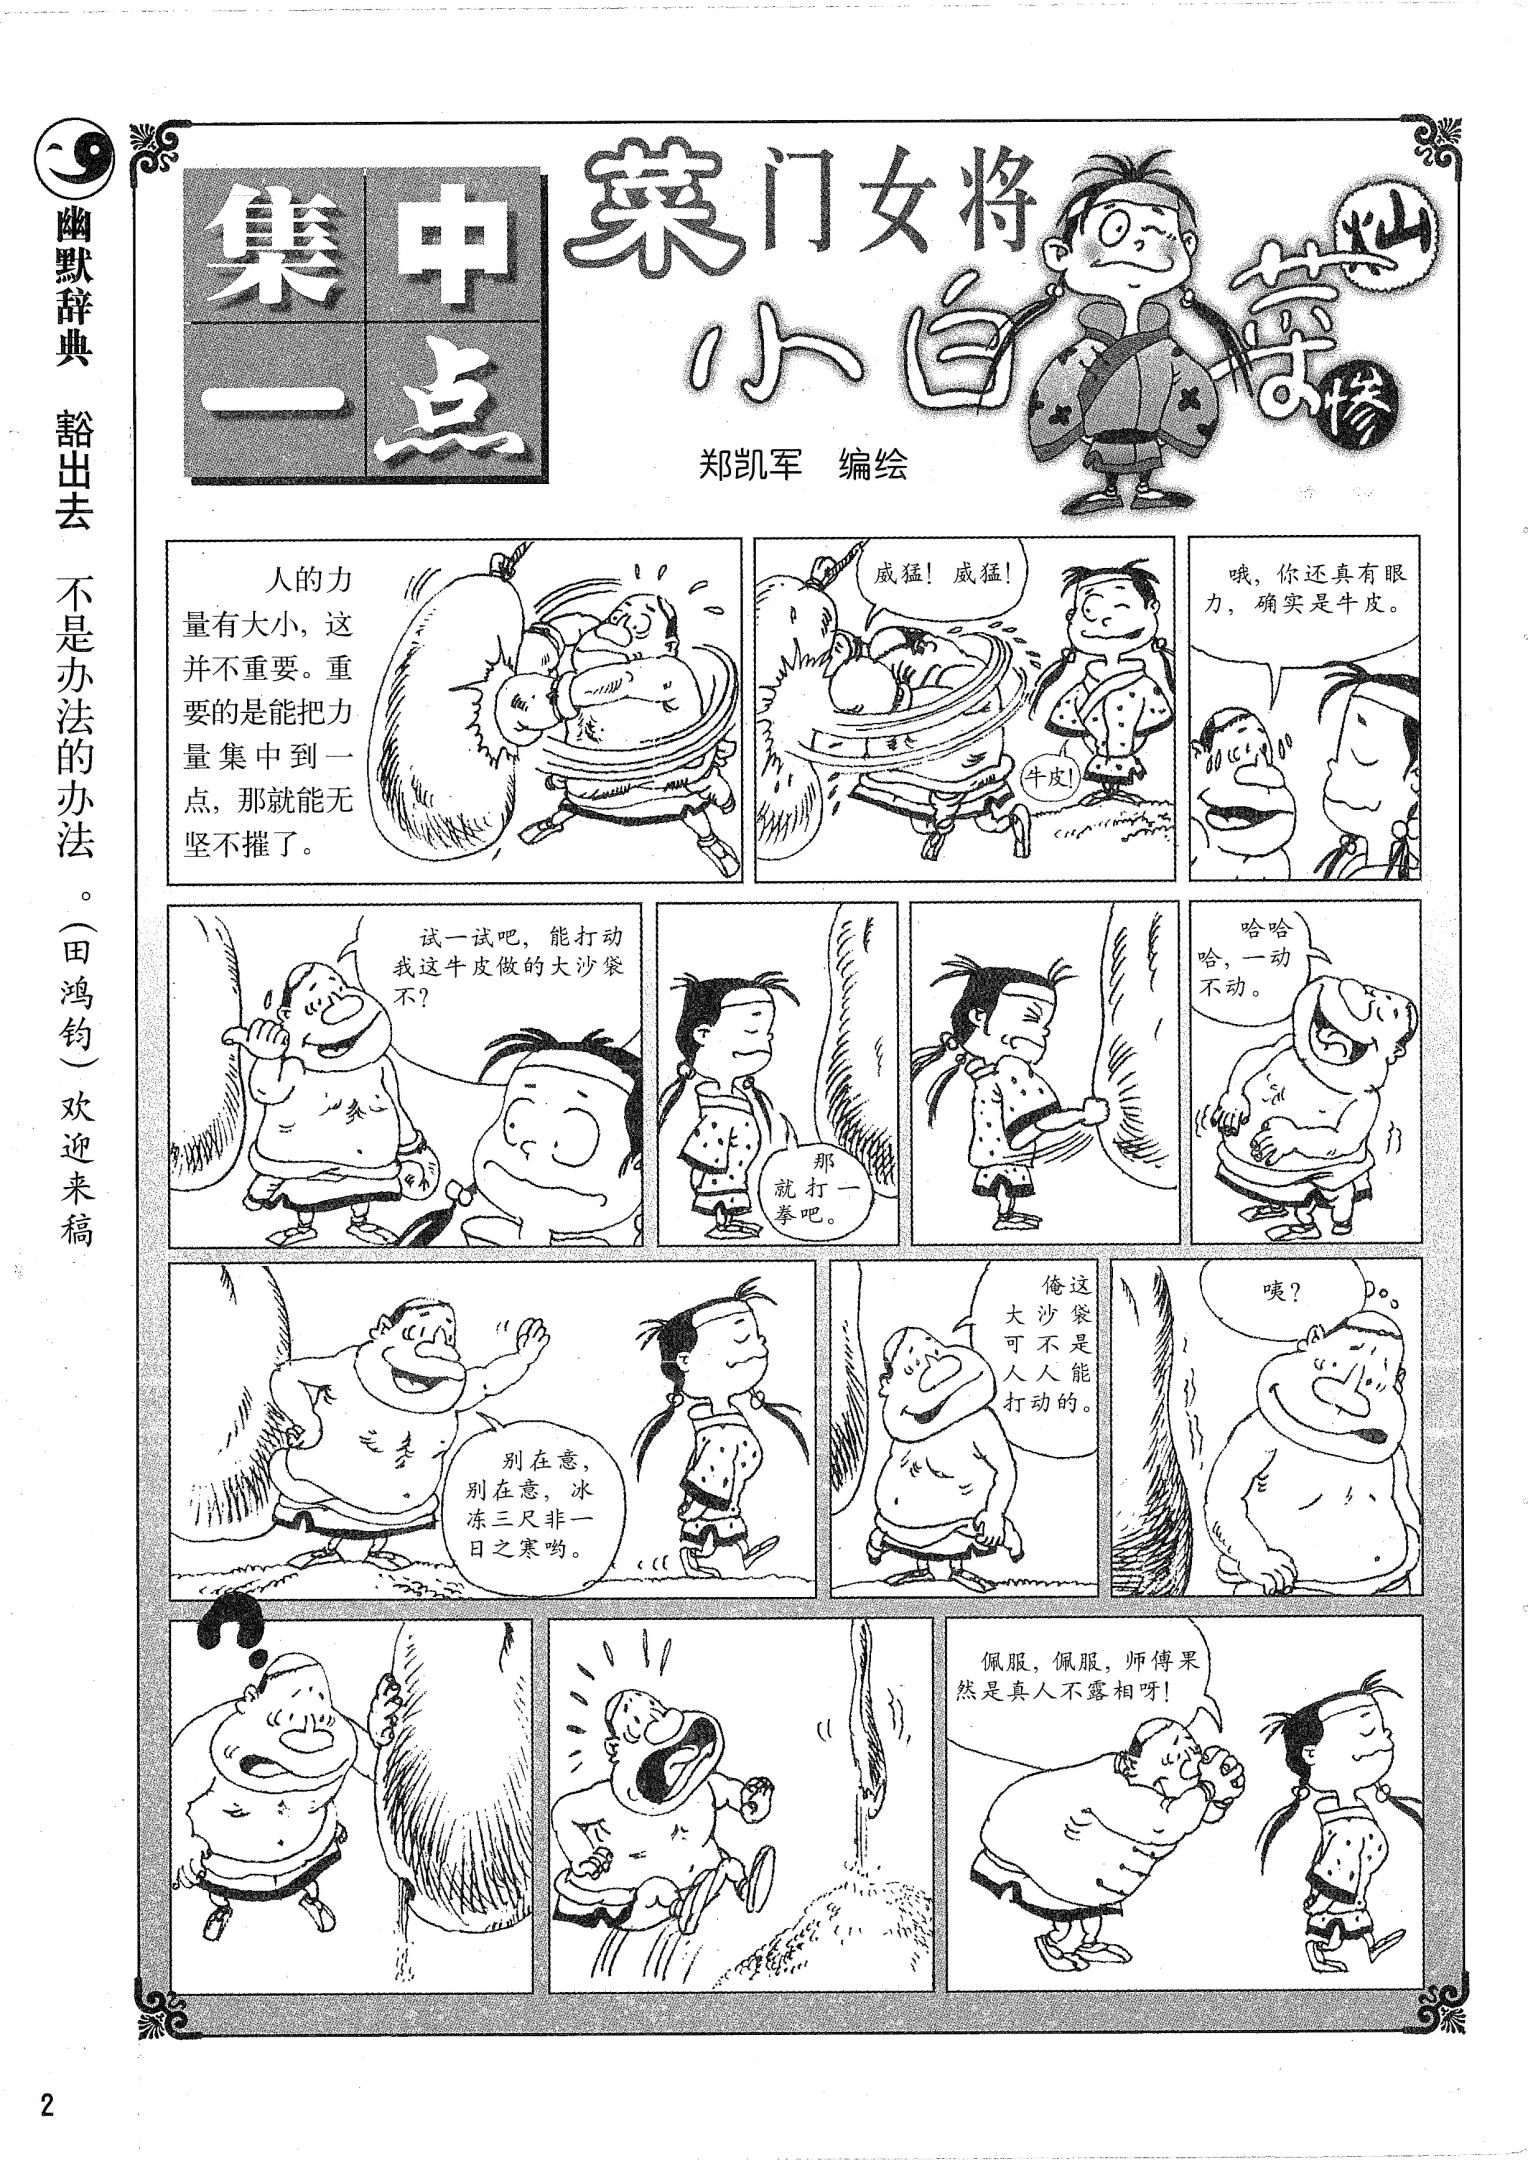 幽默辞典 豁出去 不是办法的办法。(田鸿钧)欢迎来稿
集中
一点
菜门女将
小白菜
灿
惨
郑凯军 编绘
人的力
量有大小，这
并不重要。重
要的是能把力
量集中到一
点，那就能无
坚不摧了。
威猛！威猛！
牛皮！
哦，你还真有眼
力，确实是牛皮。
试一试吧，能打动
我这牛皮做的大沙袋
不？
那
就打一
拳吧。
哈哈
哈，一动
不动。
别在意，
别在意，冰
冻三尺非一
日之寒哟。
俺这
大沙袋
可不是
人人能
打动的。
咦？
？
佩服，佩服，师傅果
然是真人不露相呀！
2